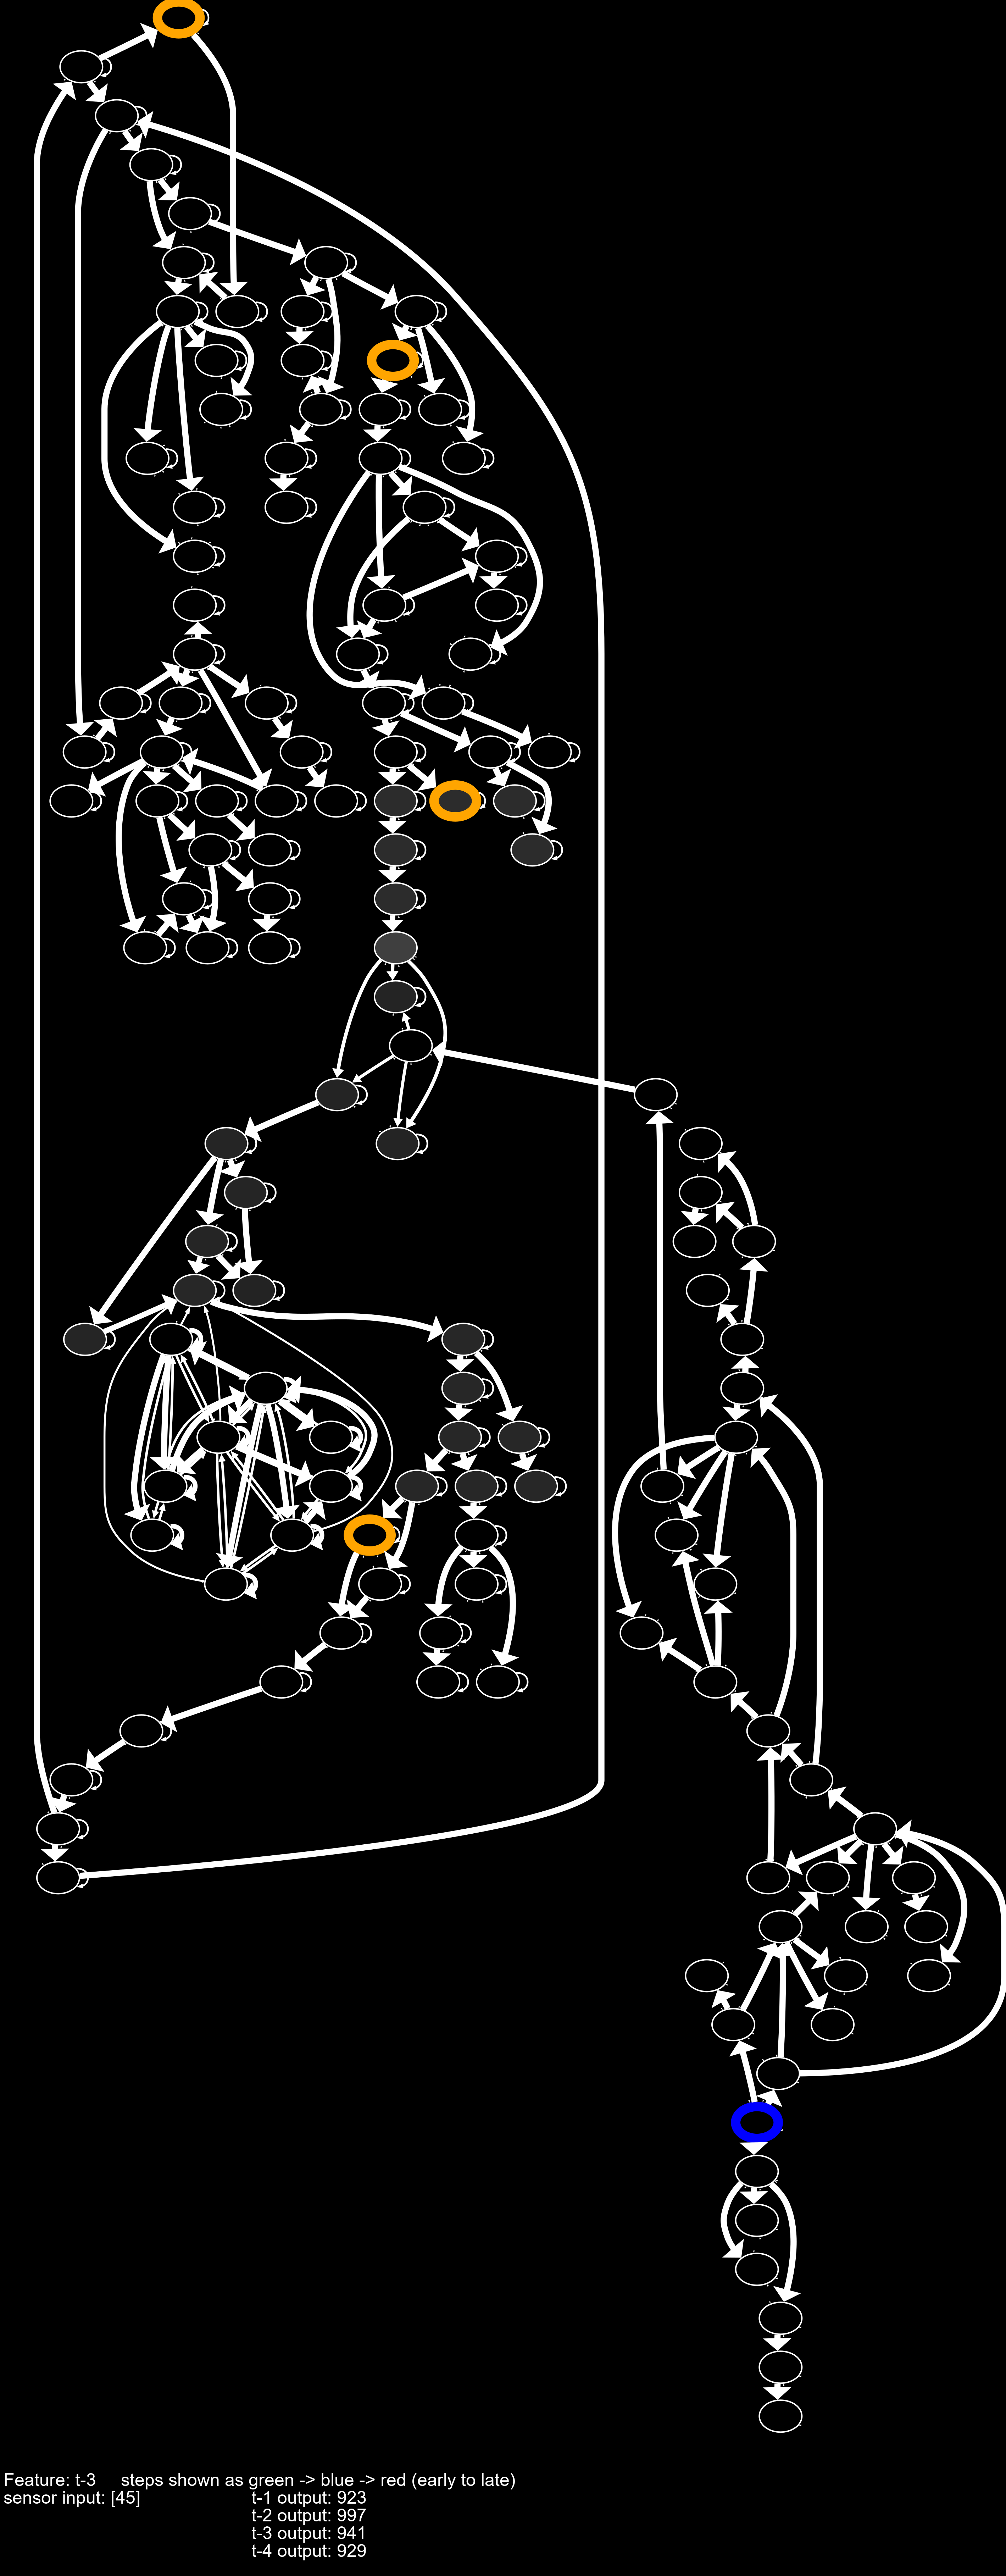 Feature: t-3 steps shown as green -> blue -> red (early to late)
sensor input: [45] t-1 output: 923
t-2 output: 997
t-3 output: 941
t-4 output: 929